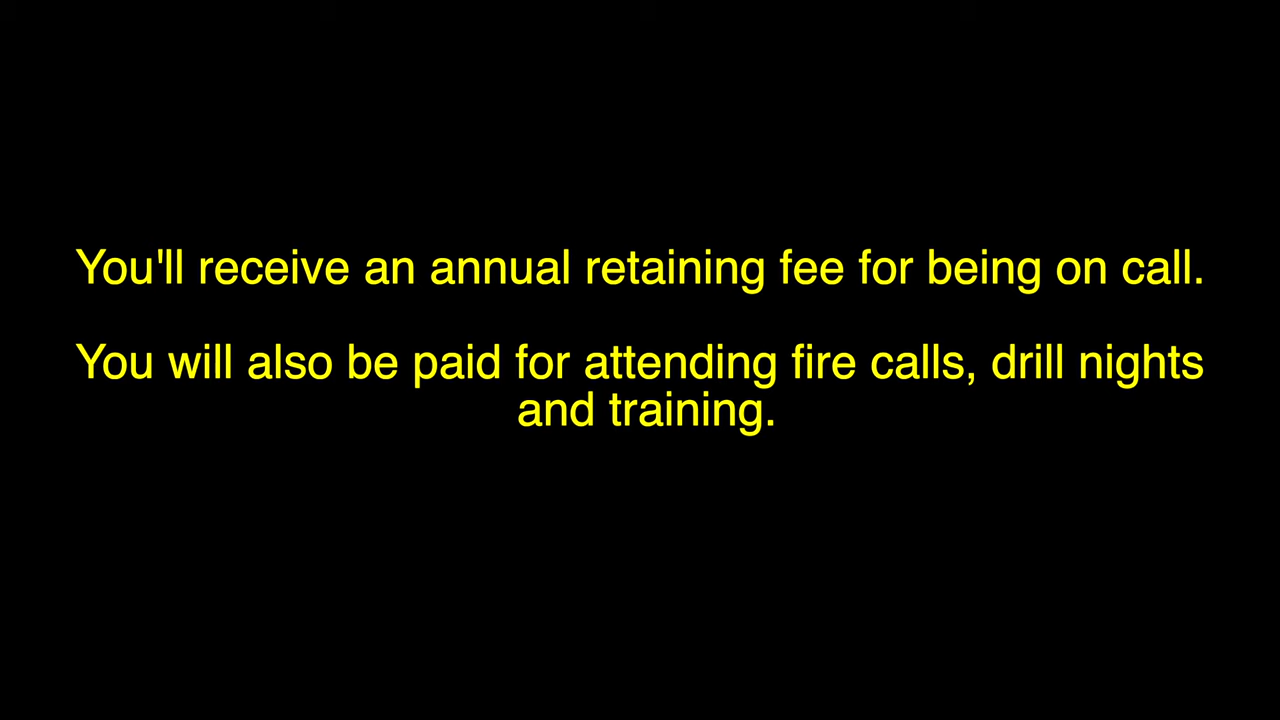 You'll receive an annual retaining fee for being on call.
You will also be paid for attending fire calls, drill nights
and training.